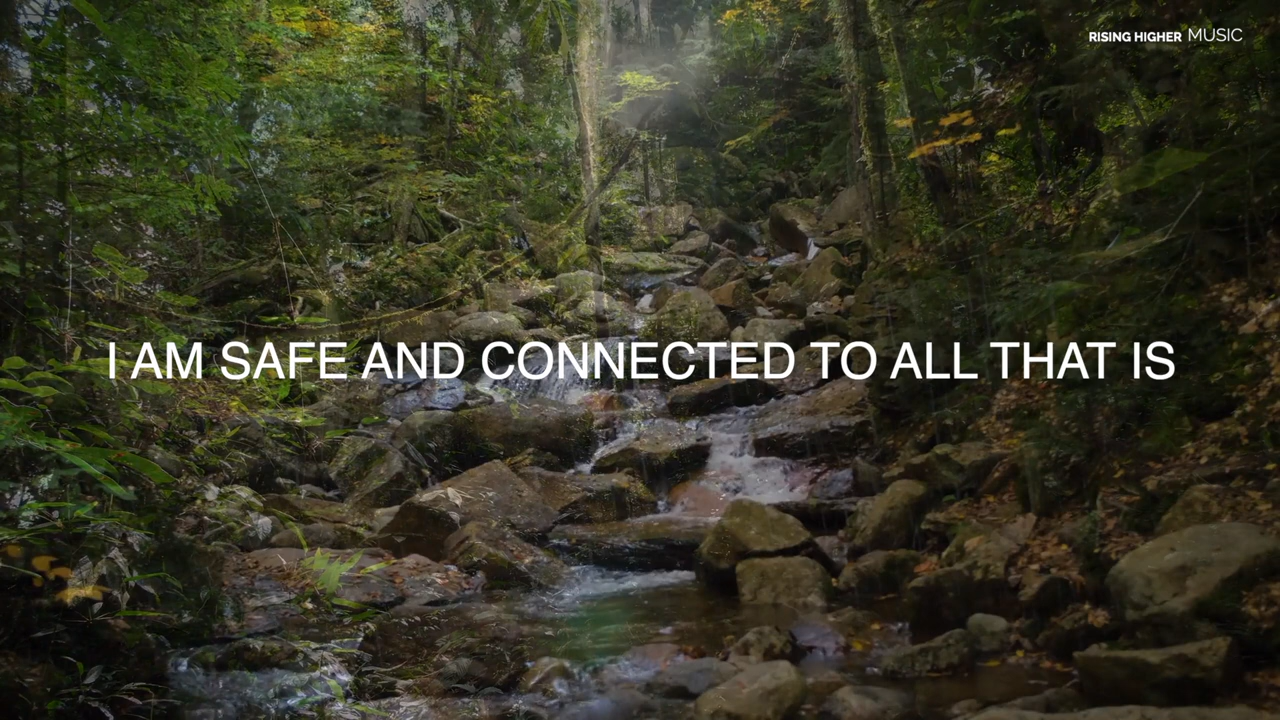 RISING HIGHER MUSIC
I AM SAFE AND CONNECTED TO ALL THAT IS